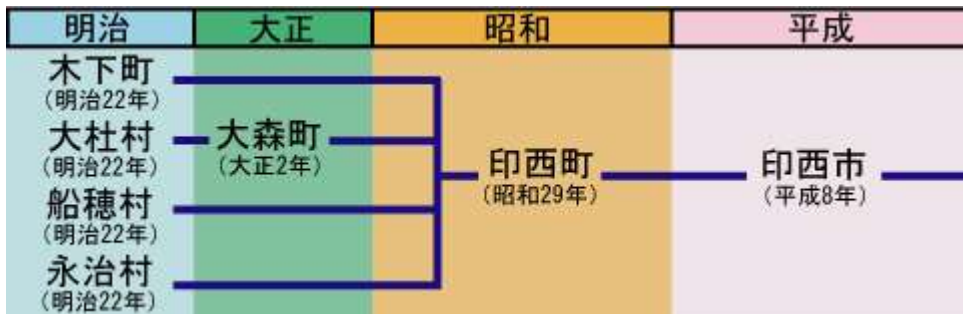 明治 大正 昭和 平成
木下町
(明治22年)
大杜村
(明治22年)
大森町
(大正2年)
船穂村
(明治22年)
永治村
(明治22年)
印西町
(昭和29年)
印西市
(平成8年)